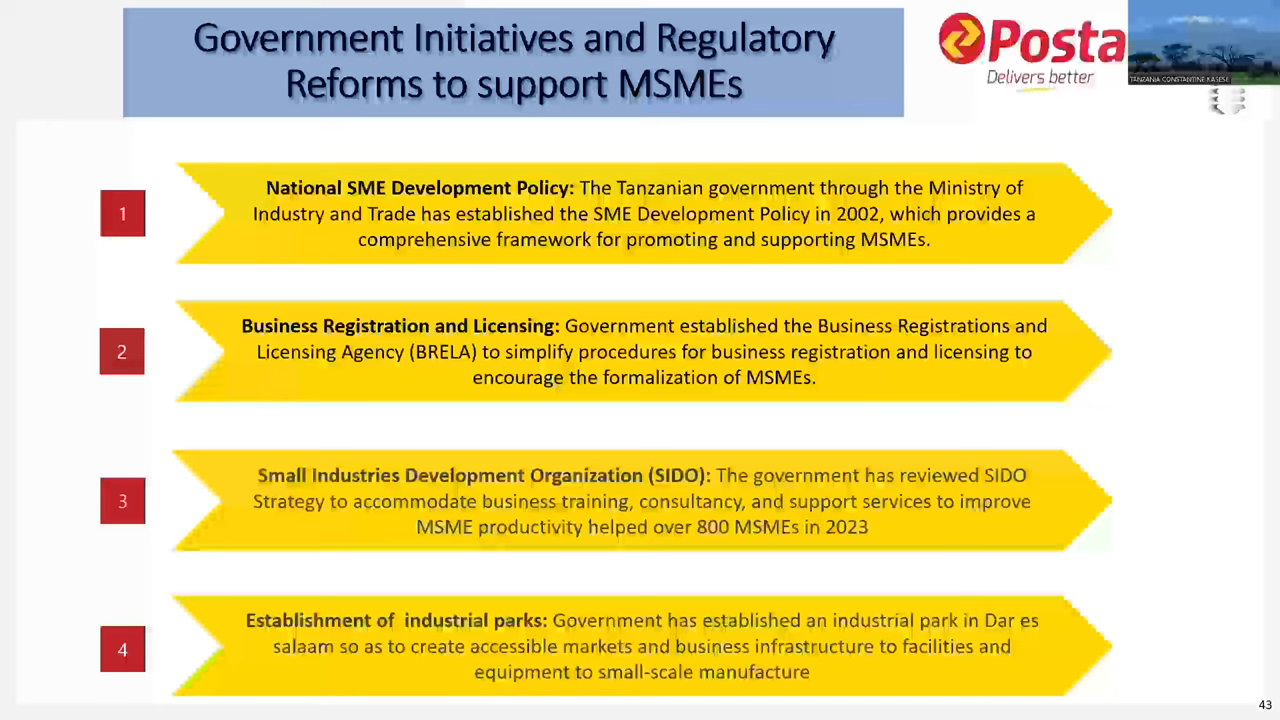 Government Initiatives and Regulatory
Reforms to support MSMEs
Posta
Delivers better
TANZANIA CONSTANTINE KASESE
1
National SME Development Policy: The Tanzanian government through the Ministry of
Industry and Trade has established the SME Development Policy in 2002, which provides a
comprehensive framework for promoting and supporting MSMEs.
2
Business Registration and Licensing: Government established the Business Registrations and
Licensing Agency (BRELA) to simplify procedures for business registration and licensing to
encourage the formalization of MSMEs.
3
Small Industries Development Organization (SIDO): The government has reviewed SIDO
Strategy to accommodate business training, consultancy, and support services to improve
MSME productivity helped over 800 MSMEs in 2023
4
Establishment of industrial parks: Government has established an industrial park in Dar es
salaam so as to create accessible markets and business infrastructure to facilities and
equipment to small-scale manufacture
43